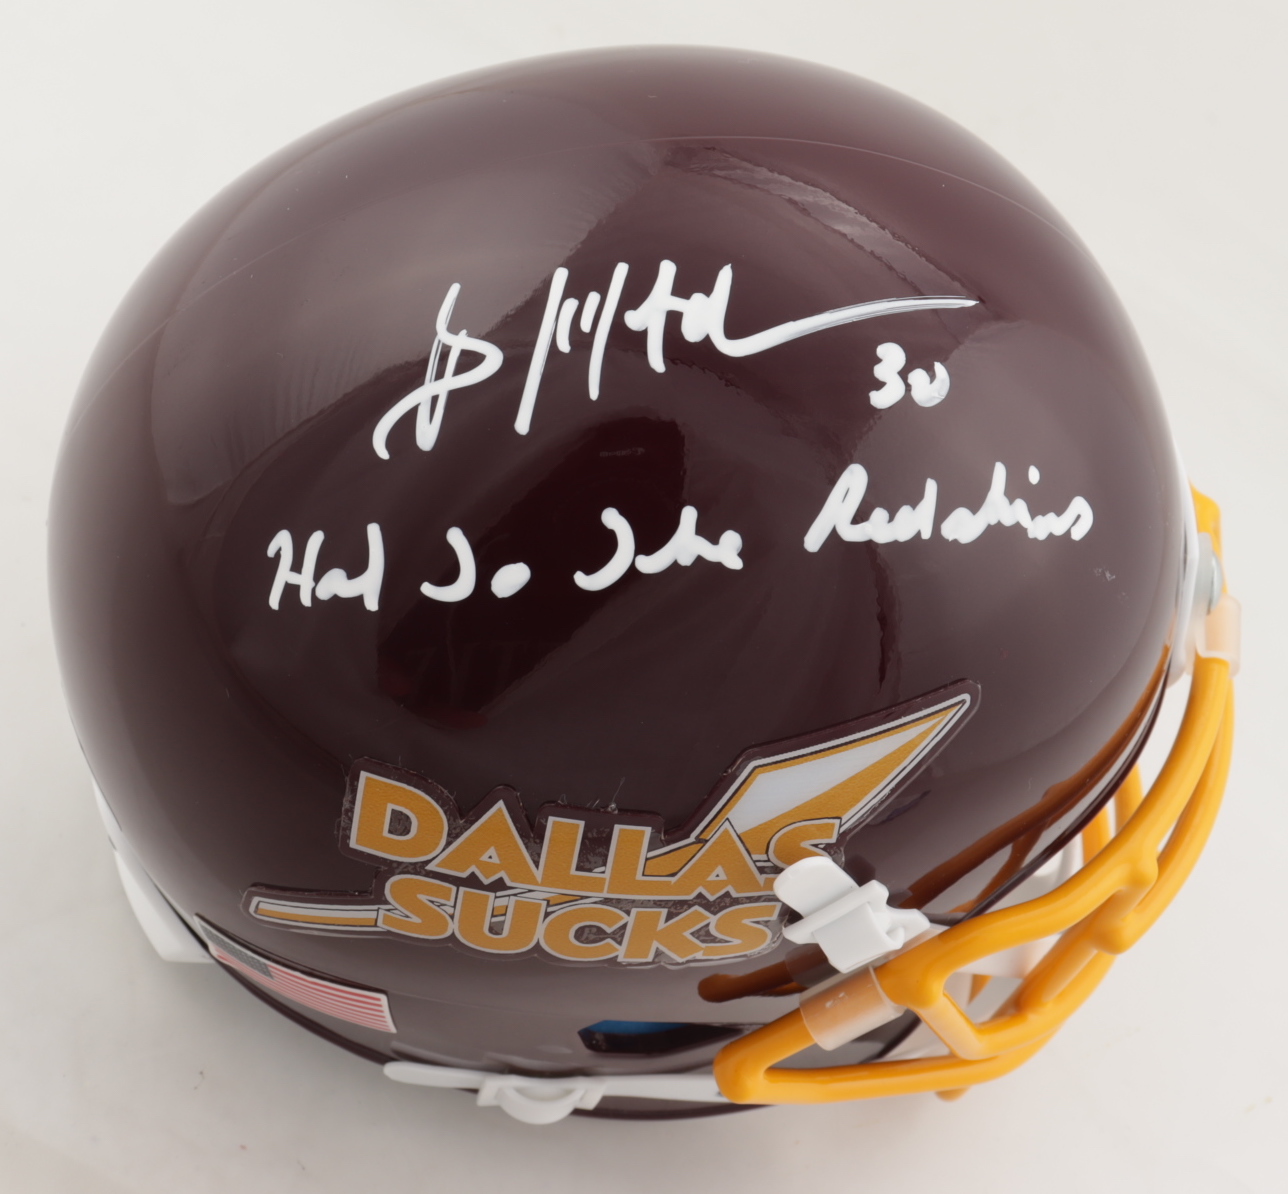 30
Hail To The Redskins
DALLAS
SUCKS